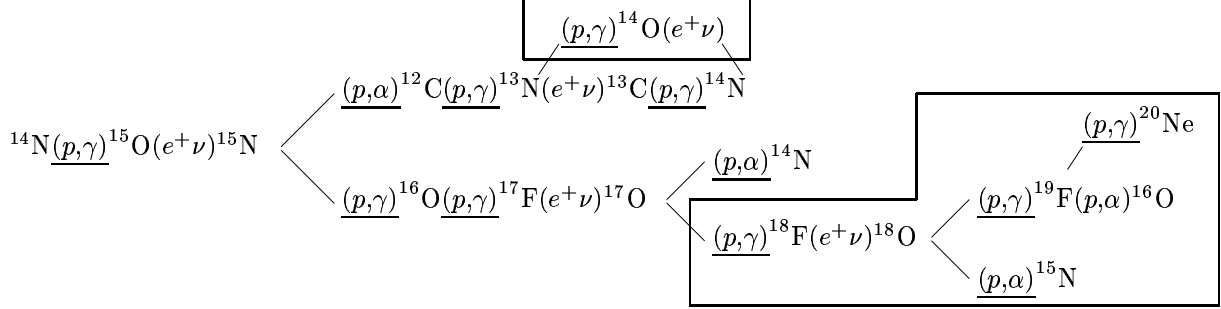 (p,γ)¹⁴O(e⁺ν)
(p,α)¹²C(p,γ)¹³N(e⁺ν)¹³C(p,γ)¹⁴N
(p,γ)²⁰Ne
¹⁴N(p,γ)¹⁵O(e⁺ν)¹⁵N
(p,α)¹⁴N
(p,γ)¹⁶O(p,γ)¹⁷F(e⁺ν)¹⁷O
(p,γ)¹⁹F(p,α)¹⁶O
(p,γ)¹⁸F(e⁺ν)¹⁸O
(p,α)¹⁵N